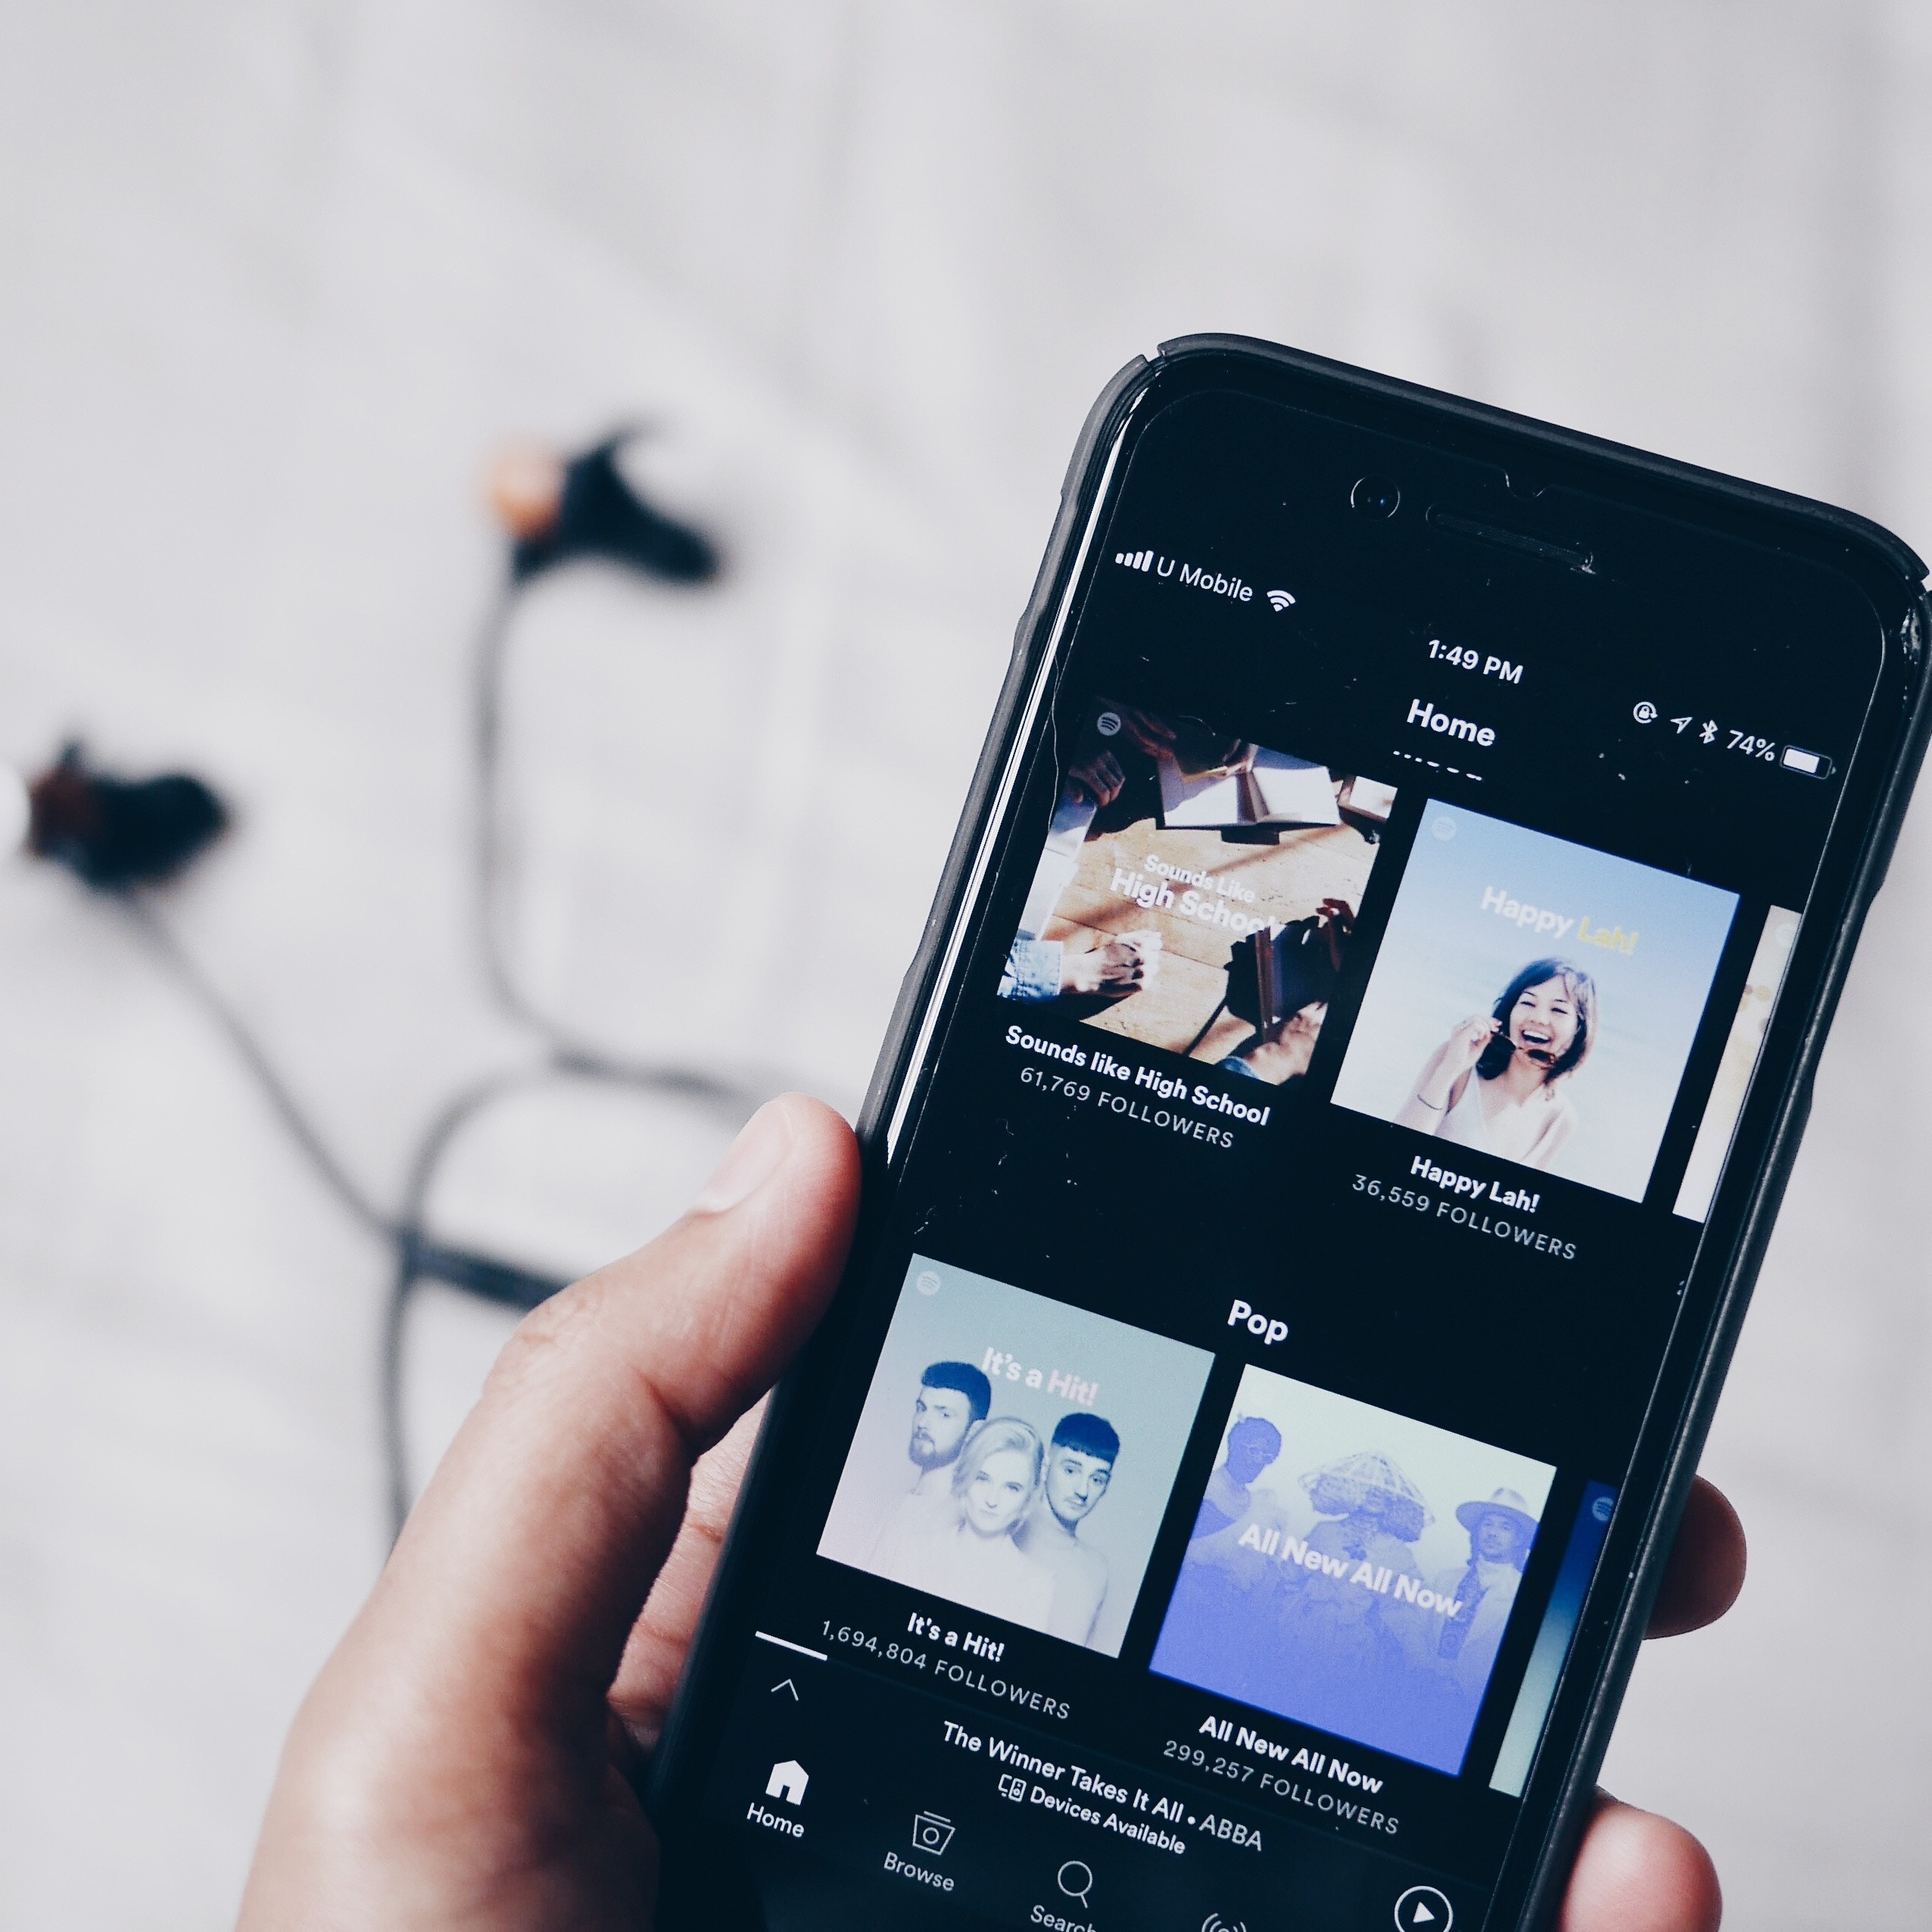 U Mobile
1:49 PM
74%
Home
Sounds Like
High School
Happy Lah!
Sounds like High School
61,769 FOLLOWERS
Happy Lah!
36,559 FOLLOWERS
Pop
It's a Hit!
All New All Now
It's a Hit!
1,694,804 FOLLOWERS
All New All Now
299,257 FOLLOWERS
The Winner Takes It All • ABBA
Devices Available
Home
Browse
Search